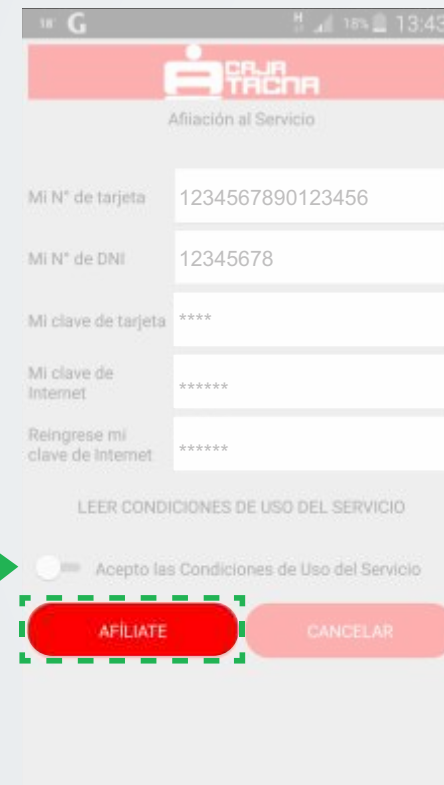 18° G H 18% 13:43
CAJA
TACNA
Afiliación al Servicio
Mi N° de tarjeta 1234567890123456
Mi N° de DNI 12345678
Mi clave de tarjeta ****
Mi clave de
Internet ******
Reingrese mi
clave de Internet ******
LEER CONDICIONES DE USO DEL SERVICIO
Acepto las Condiciones de Uso del Servicio
AFÍLIATE CANCELAR